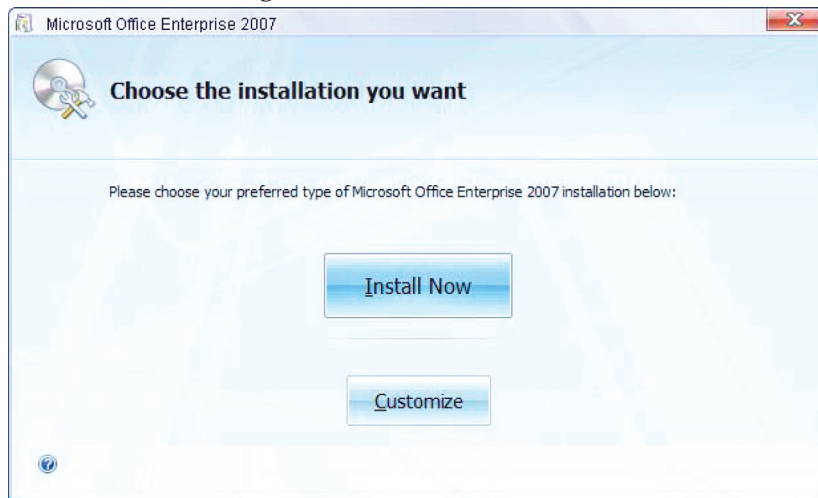 Microsoft Office Enterprise 2007
Choose the installation you want
Please choose your preferred type of Microsoft Office Enterprise 2007 installation below:
Install Now
Customize